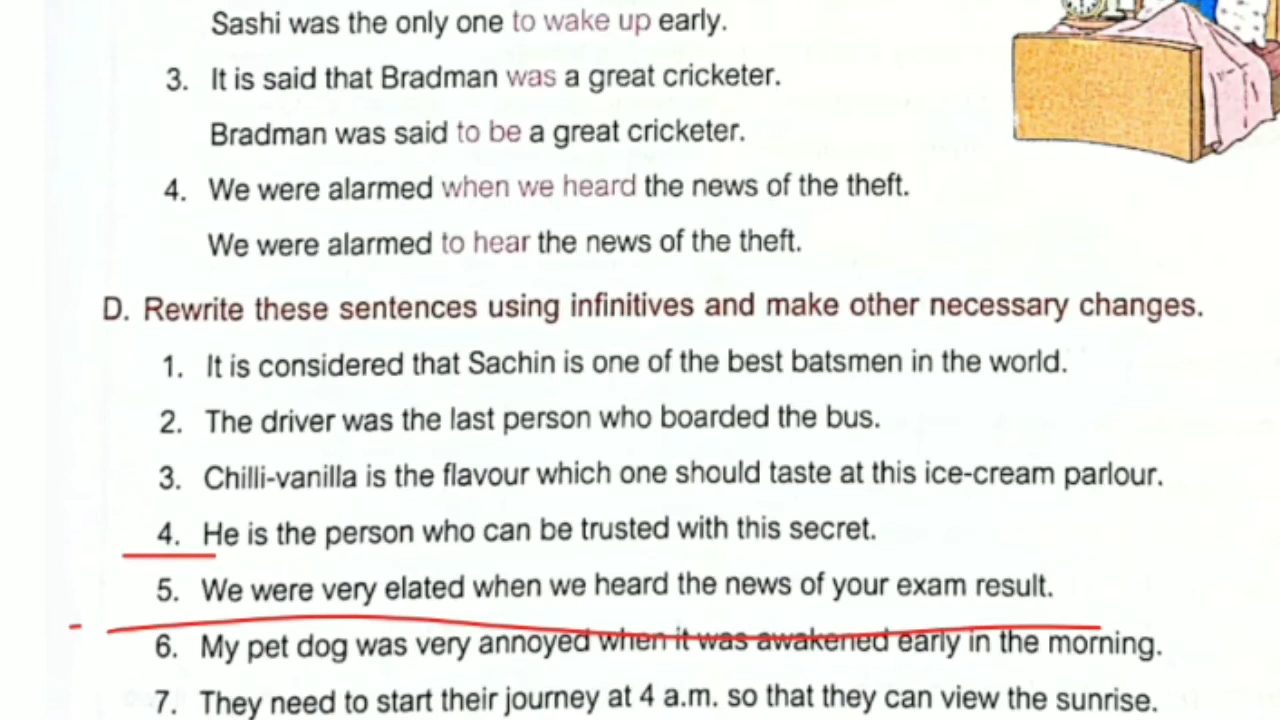 Sashi was the only one to wake up early.
3. It is said that Bradman was a great cricketer.
Bradman was said to be a great cricketer.
4. We were alarmed when we heard the news of the theft.
We were alarmed to hear the news of the theft.
D. Rewrite these sentences using infinitives and make other necessary changes.
1. It is considered that Sachin is one of the best batsmen in the world.
2. The driver was the last person who boarded the bus.
3. Chilli-vanilla is the flavour which one should taste at this ice-cream parlour.
4. He is the person who can be trusted with this secret.
5. We were very elated when we heard the news of your exam result.
6. My pet dog was very annoyed when it was awakened early in the morning.
7. They need to start their journey at 4 a.m. so that they can view the sunrise.